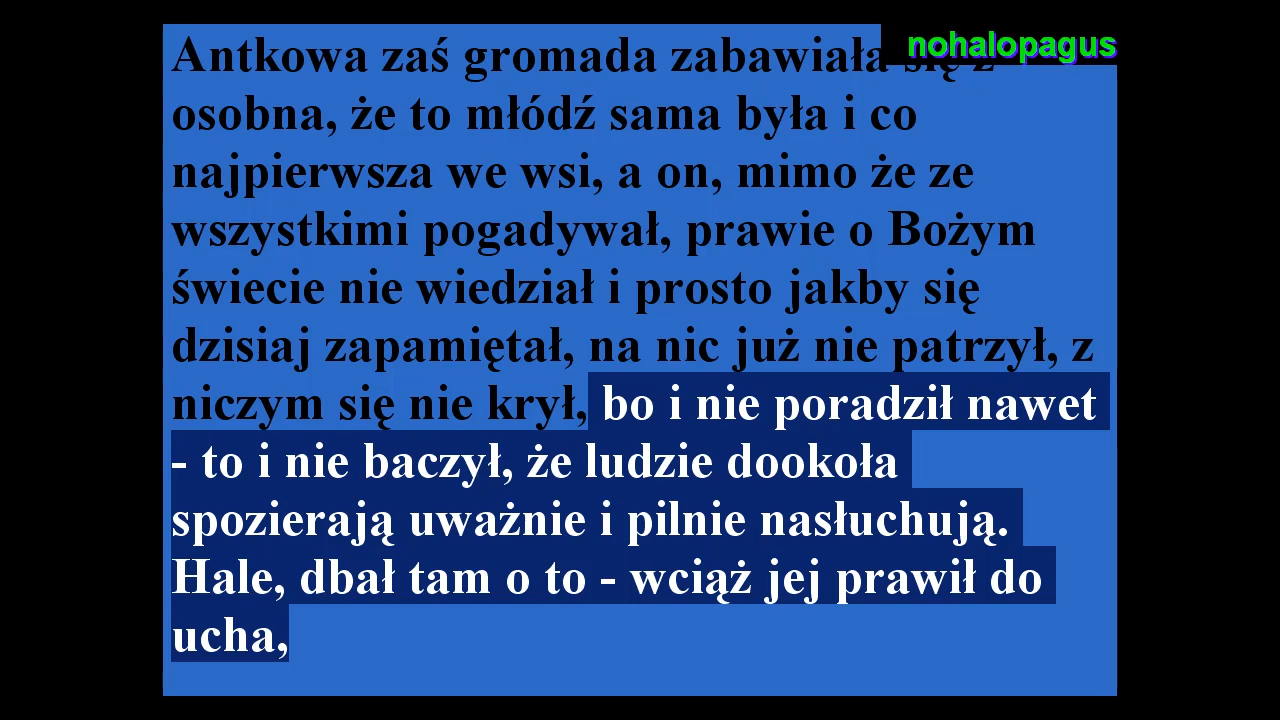 nohalopagus
Antkowa zaś gromada zabawiała się z
osobna, że to młódź sama była i co
najpierwsza we wsi, a on, mimo że ze
wszystkimi pogadywał, prawie o Bożym
świecie nie wiedział i prosto jakby się
dzisiaj zapamiętał, na nic już nie patrzył, z
niczym się nie krył, bo i nie poradził nawet
- to i nie baczył, że ludzie dookoła
spozierają uważnie i pilnie nasłuchują.
Hale, dbał tam o to - wciąż jej prawił do
ucha,